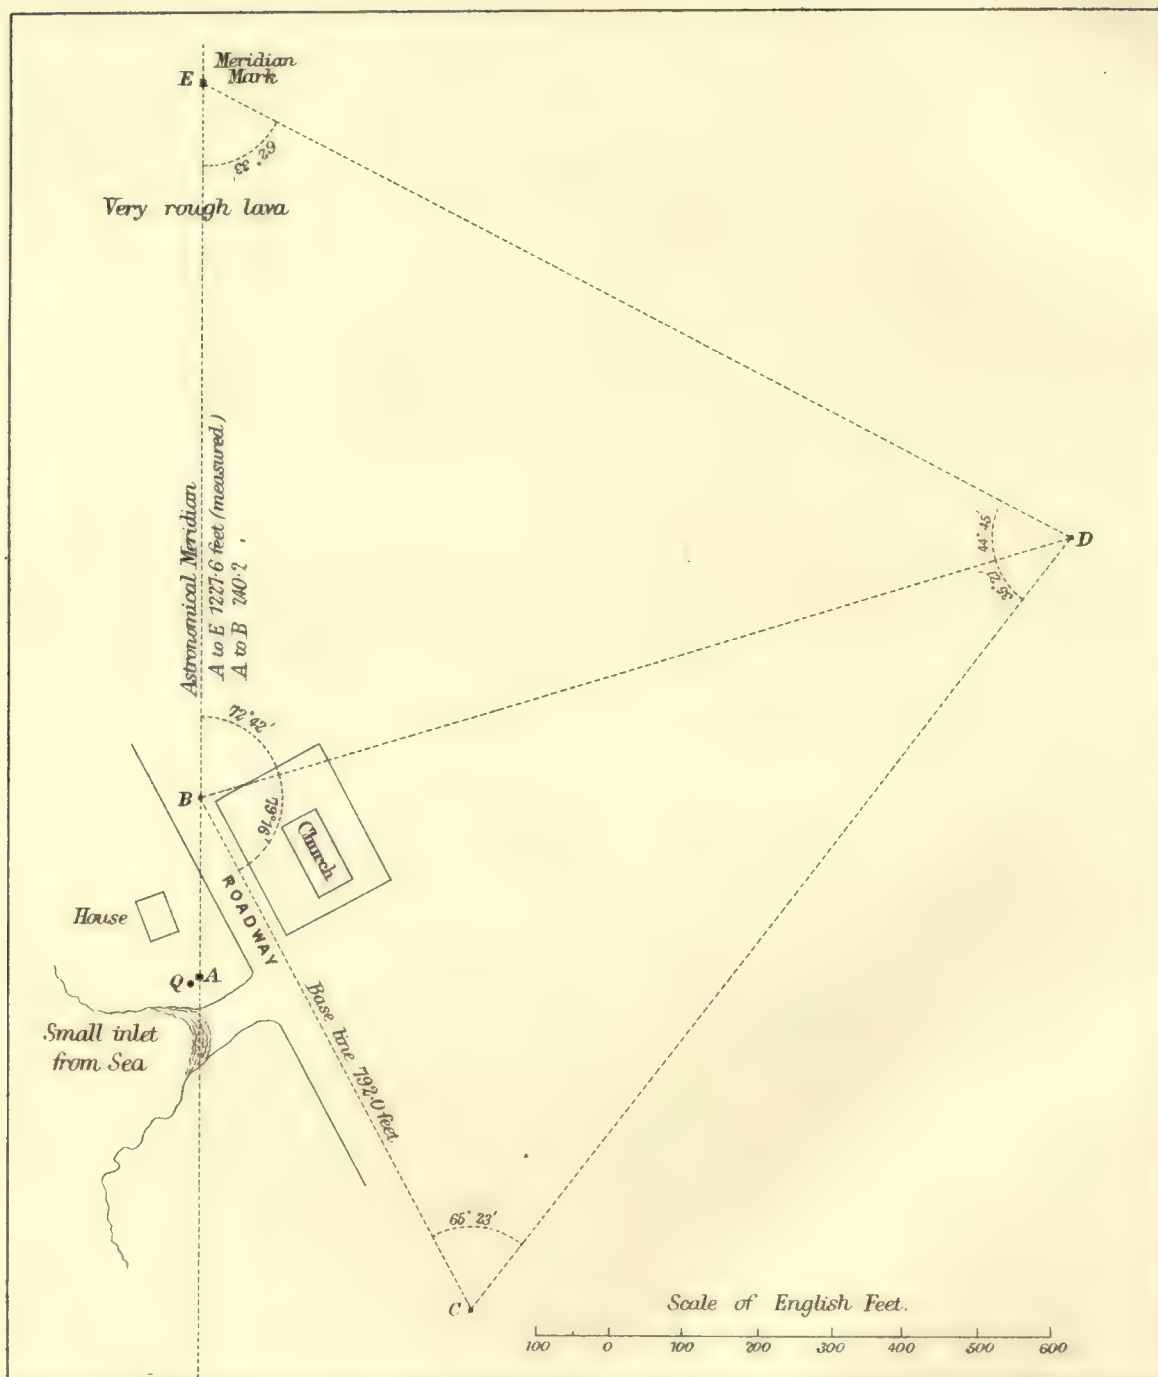 E
Meridian
Mark
62° 33'
Very rough lava
Astronomical Meridian
A to E 1227·6 feet (measured)
A to B 240·2 "
44° 45'
D
35° 21'
72° 42'
B
79° 16'
Church
ROADWAY
House
Q
A
Small inlet
from Sea
Base line 792·0 feet
65° 23'
C
Scale of English Feet.
100 0 100 200 300 400 500 600